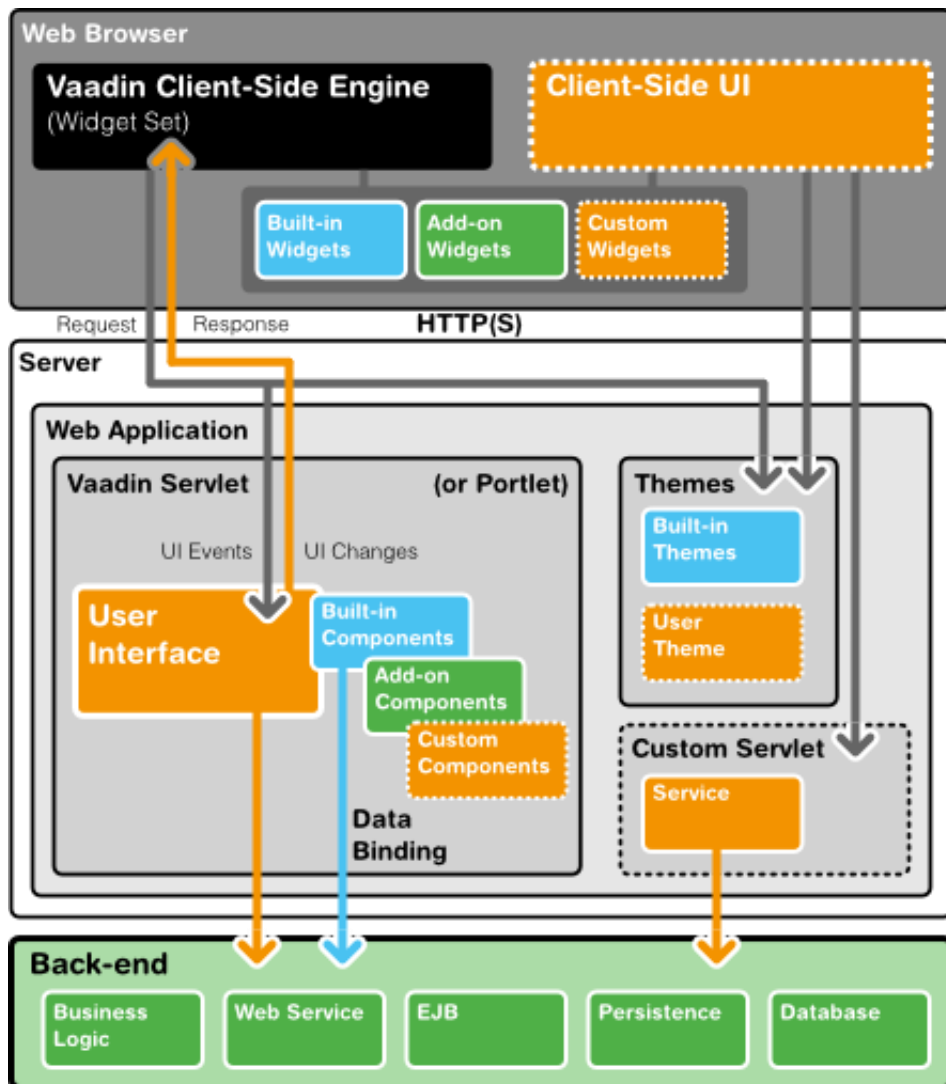 Web Browser
Vaadin Client-Side Engine
(Widget Set)
Client-Side UI
Built-in
Widgets
Add-on
Widgets
Custom
Widgets
Request
Response
HTTP(S)
Server
Web Application
Vaadin Servlet
(or Portlet)
UI Events
UI Changes
User
Interface
Built-in
Components
Add-on
Components
Custom
Components
Data
Binding
Themes
Built-in
Themes
User
Theme
Custom Servlet
Service
Back-end
Business
Logic
Web Service
EJB
Persistence
Database